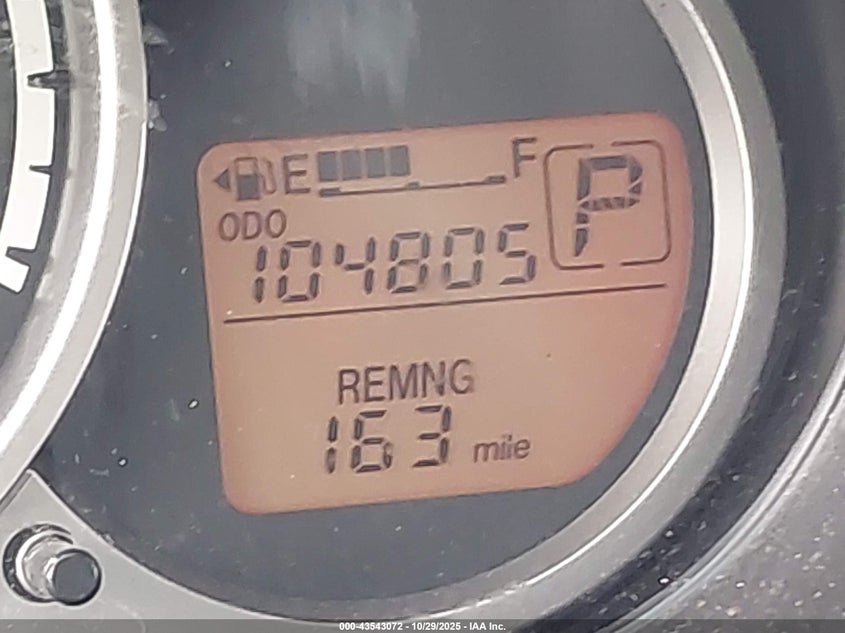 E F
P
ODO
104805
REMNG
163 mile
000-43543072 - 10/29/2025 - IAA Inc.